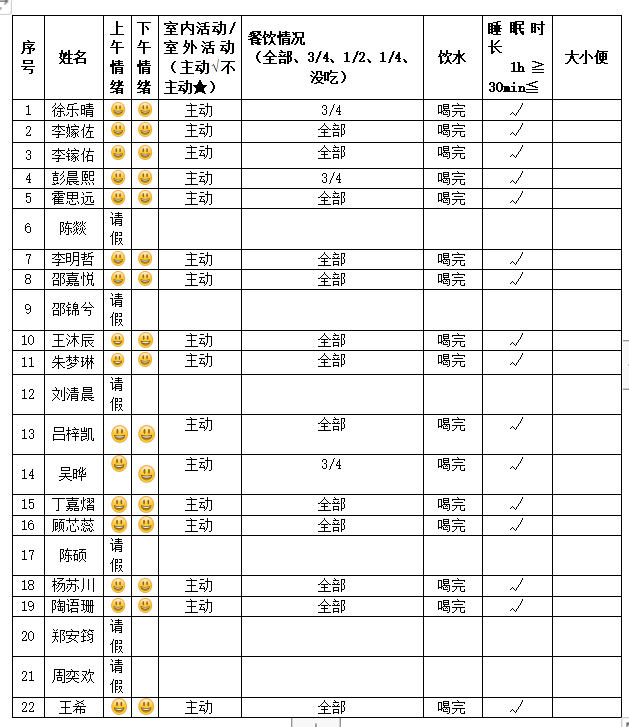 序号 姓名 上午情绪 下午情绪 室内活动/室外活动（主动√不主动★） 餐饮情况（全部、3/4、1/2、1/4、没吃） 饮水 睡眠时长 1h ≧ 30min≦ 大小便
1 徐乐晴 😀 😀 主动 3/4 喝完 √
2 李嫁佐 😀 😀 主动 全部 喝完 √
3 李镓佑 😀 😀 主动 全部 喝完 √
4 彭晨熙 😀 😀 主动 3/4 喝完 √
5 霍思远 😀 😀 主动 全部 喝完 √
6 陈燚 请假
7 李明哲 😀 😀 主动 全部 喝完 √
8 邵嘉悦 😀 😀 主动 全部 喝完 √
9 邵锦兮 请假
10 王沐辰 😀 😀 主动 全部 喝完 √
11 朱梦琳 😀 😀 主动 全部 喝完 √
12 刘清晨 请假
13 吕梓凯 😀 😀 主动 全部 喝完 √
14 吴晔 😀 😀 主动 3/4 喝完 √
15 丁嘉熠 😀 😀 主动 全部 喝完 √
16 顾芯蕊 😀 😀 主动 全部 喝完 √
17 陈硕 请假
18 杨苏川 😀 😀 主动 全部 喝完 √
19 陶语珊 😀 😀 主动 全部 喝完 √
20 郑安筠 请假
21 周奕欢 请假
22 王希 😀 😀 主动 全部 喝完 √